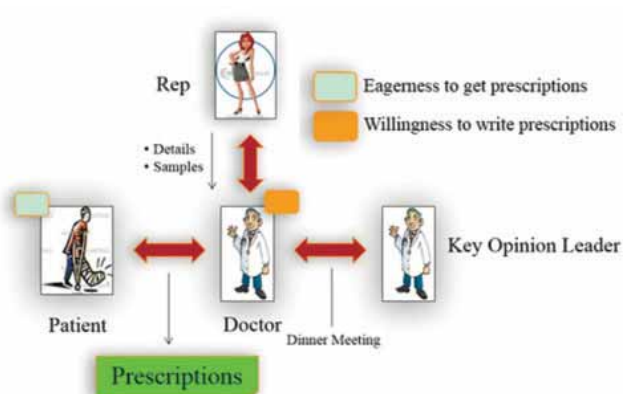 Rep
Eagerness to get prescriptions
Willingness to write prescriptions
• Details
• Samples
Key Opinion Leader
Patient
Doctor
Dinner Meeting
Prescriptions